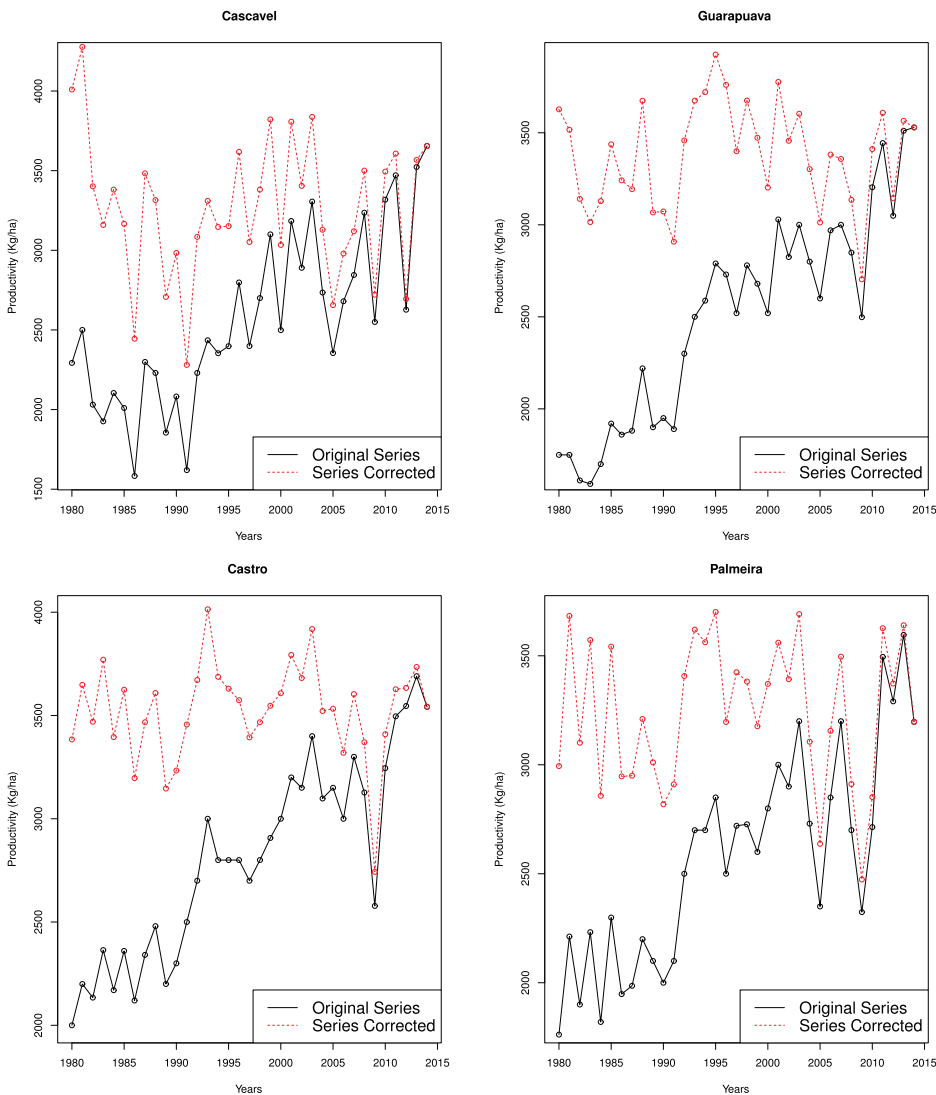 Cascavel
Productivity (Kg/ha)
4000
3500
3000
2500
2000
1500
Original Series
Series Corrected
1980 1985 1990 1995 2000 2005 2010 2015
Years
Guarapuava
Productivity (Kg/ha)
3500
3000
2500
2000
Original Series
Series Corrected
1980 1985 1990 1995 2000 2005 2010 2015
Years
Castro
Productivity (Kg/ha)
4000
3500
3000
2500
2000
Original Series
Series Corrected
1980 1985 1990 1995 2000 2005 2010 2015
Years
Palmeira
Productivity (Kg/ha)
3500
3000
2500
2000
Original Series
Series Corrected
1980 1985 1990 1995 2000 2005 2010 2015
Years